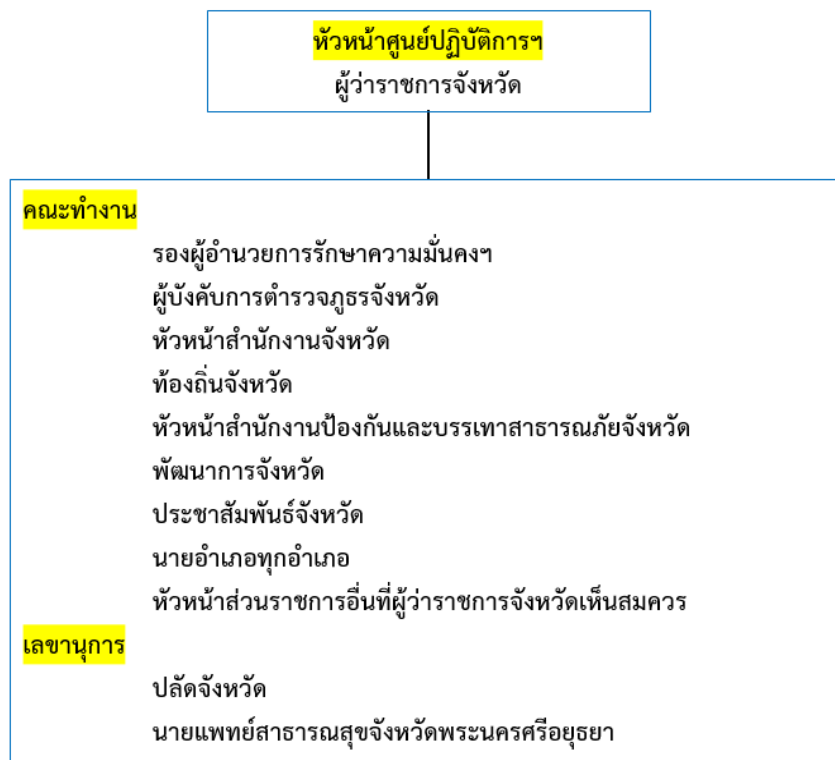 หัวหน้าศูนย์ปฏิบัติการฯ
ผู้ว่าราชการจังหวัด
คณะทำงาน
รองผู้อำนวยการรักษาความมั่นคงฯ
ผู้บังคับการตำรวจภูธรจังหวัด
หัวหน้าสำนักงานจังหวัด
ท้องถิ่นจังหวัด
หัวหน้าสำนักงานป้องกันและบรรเทาสาธารณภัยจังหวัด
พัฒนาการจังหวัด
ประชาสัมพันธ์จังหวัด
นายอำเภอทุกอำเภอ
หัวหน้าส่วนราชการอื่นที่ผู้ว่าราชการจังหวัดเห็นสมควร
เลขานุการ
ปลัดจังหวัด
นายแพทย์สาธารณสุขจังหวัดพระนครศรีอยุธยา